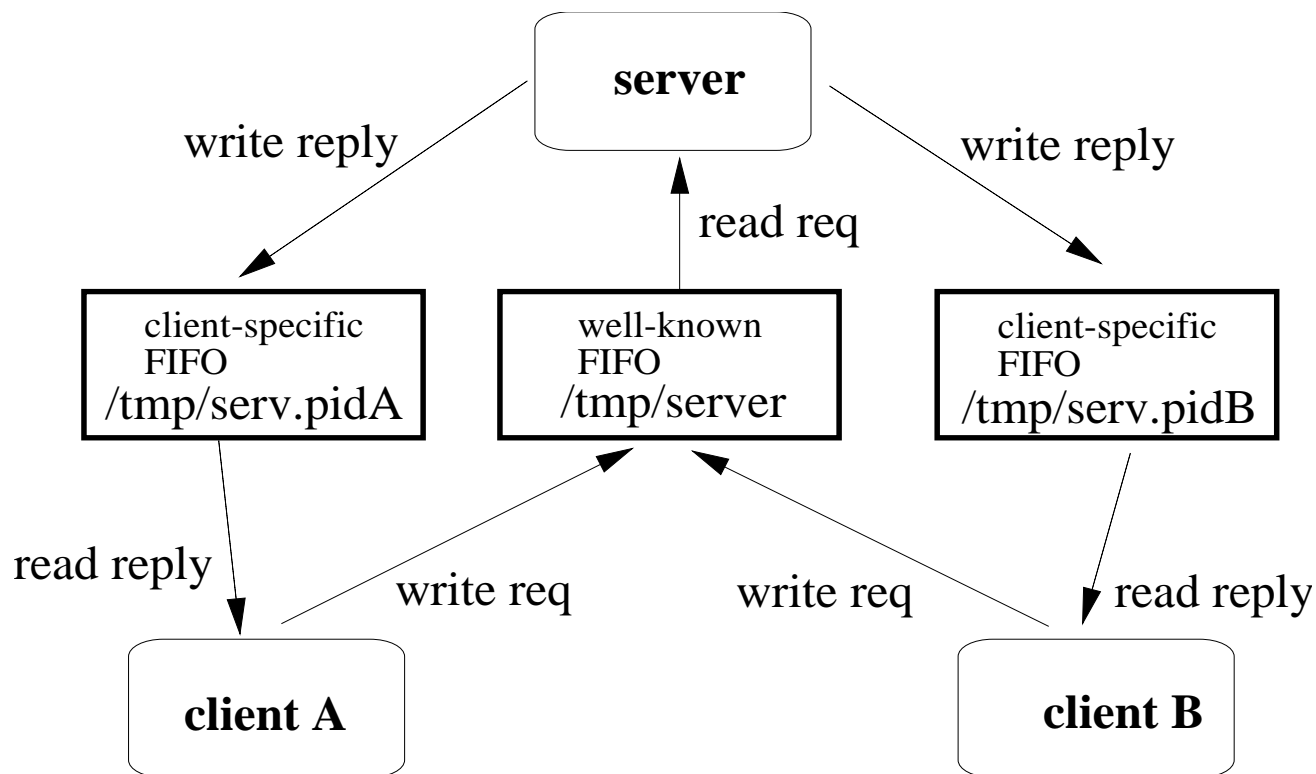 server
write reply
write reply
read req
client-specific
FIFO
/tmp/serv.pidA
well-known
FIFO
/tmp/server
client-specific
FIFO
/tmp/serv.pidB
read reply
write req
write req
read reply
client A
client B